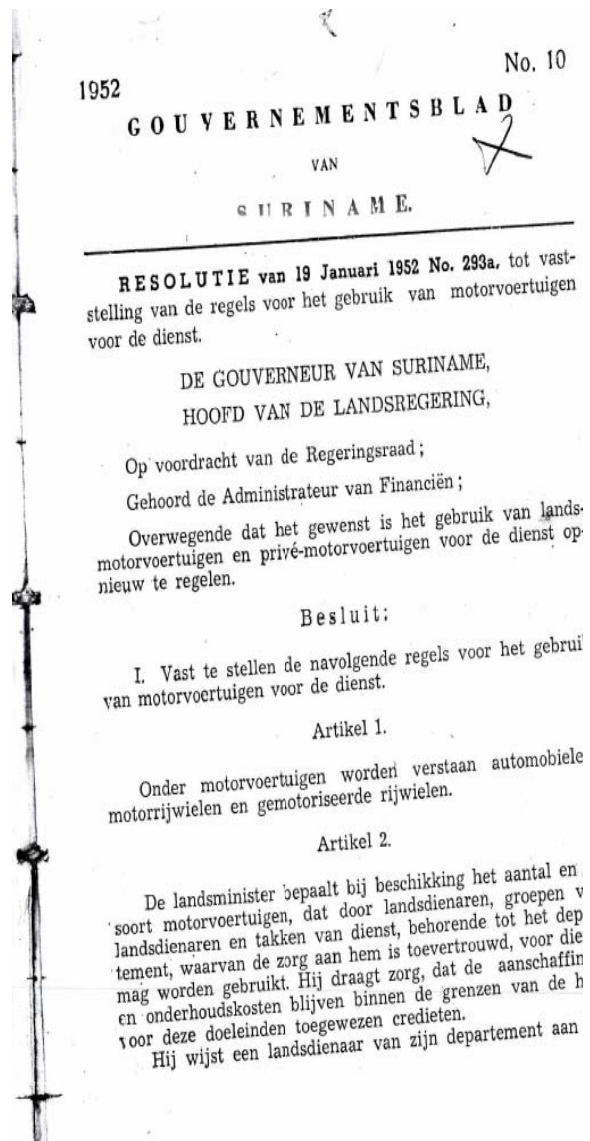 1952
No. 10
GOUVERNEMENTSBLAD
VAN
SURINAME.
RESOLUTIE van 19 Januari 1952 No. 293a, tot vast-
stelling van de regels voor het gebruik van motorvoertuigen
voor de dienst.
DE GOUVERNEUR VAN SURINAME,
HOOFD VAN DE LANDSREGERING,
Op voordracht van de Regeringsraad;
Gehoord de Administrateur van Financiën;
Overwegende dat het gewenst is het gebruik van lands-
motorvoertuigen en privé-motorvoertuigen voor de dienst op-
nieuw te regelen.
Besluit:
I. Vast te stellen de navolgende regels voor het gebrui
van motorvoertuigen voor de dienst.
Artikel 1.
Onder motorvoertuigen worden verstaan automobiele
motorrijwielen en gemotoriseerde rijwielen.
Artikel 2.
De landsminister bepaalt bij beschikking het aantal en
soort motorvoertuigen, dat door landsdienaren, groepen v
landsdienaren en takken van dienst, behorende tot het dep
tement, waarvan de zorg aan hem is toevertrouwd, voor die
mag worden gebruikt. Hij draagt zorg, dat de aanschaffin
en onderhoudskosten blijven binnen de grenzen van de h
voor deze doeleinden toegewezen credieten.
Hij wijst een landsdienaar van zijn departement aan